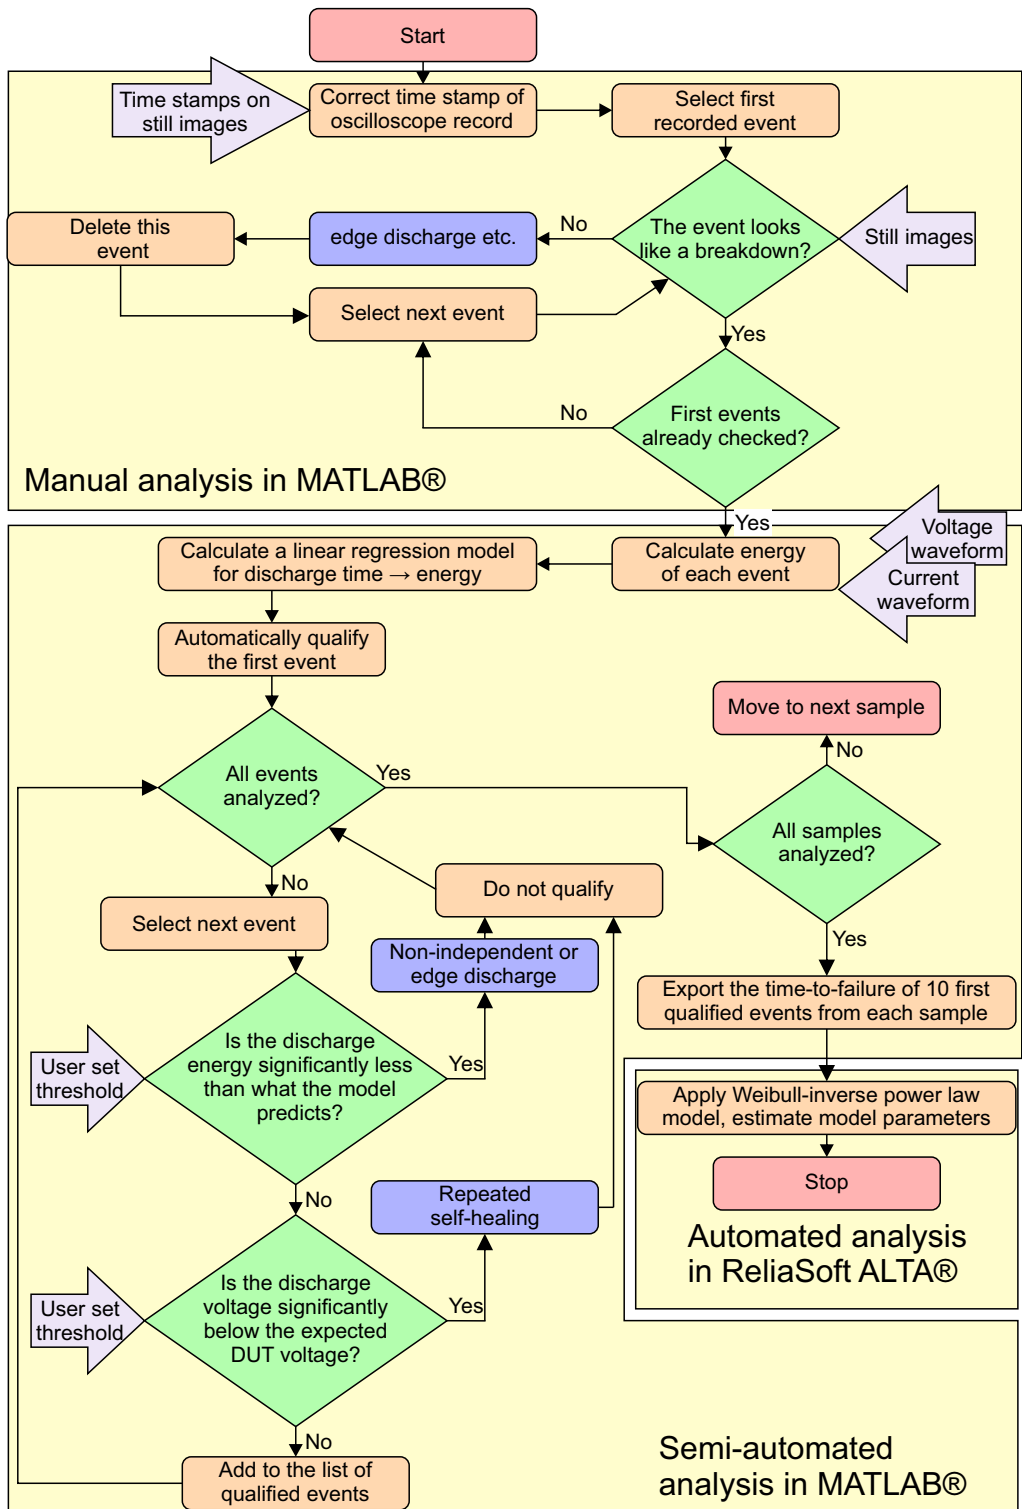 Start
Time stamps on
still images
Correct time stamp of
oscilloscope record
Select first
recorded event
Delete this
event
edge discharge etc.
No
The event looks
like a breakdown?
Still images
Select next event
Yes
No
First events
already checked?
Manual analysis in MATLAB®
Yes
Voltage
waveform
Calculate a linear regression model
for discharge time → energy
Calculate energy
of each event
Current
waveform
Automatically qualify
the first event
Move to next sample
No
All events
analyzed?
Yes
All samples
analyzed?
No
Do not qualify
Select next event
Yes
Non-independent or
edge discharge
Export the time-to-failure of 10 first
qualified events from each sample
User set
threshold
Is the discharge
energy significantly less
than what the model
predicts?
Yes
Apply Weibull-inverse power law
model, estimate model parameters
Stop
No
Repeated
self-healing
Automated analysis
in ReliaSoft ALTA®
User set
threshold
Is the discharge
voltage significantly
below the expected
DUT voltage?
Yes
No
Add to the list of
qualified events
Semi-automated
analysis in MATLAB®